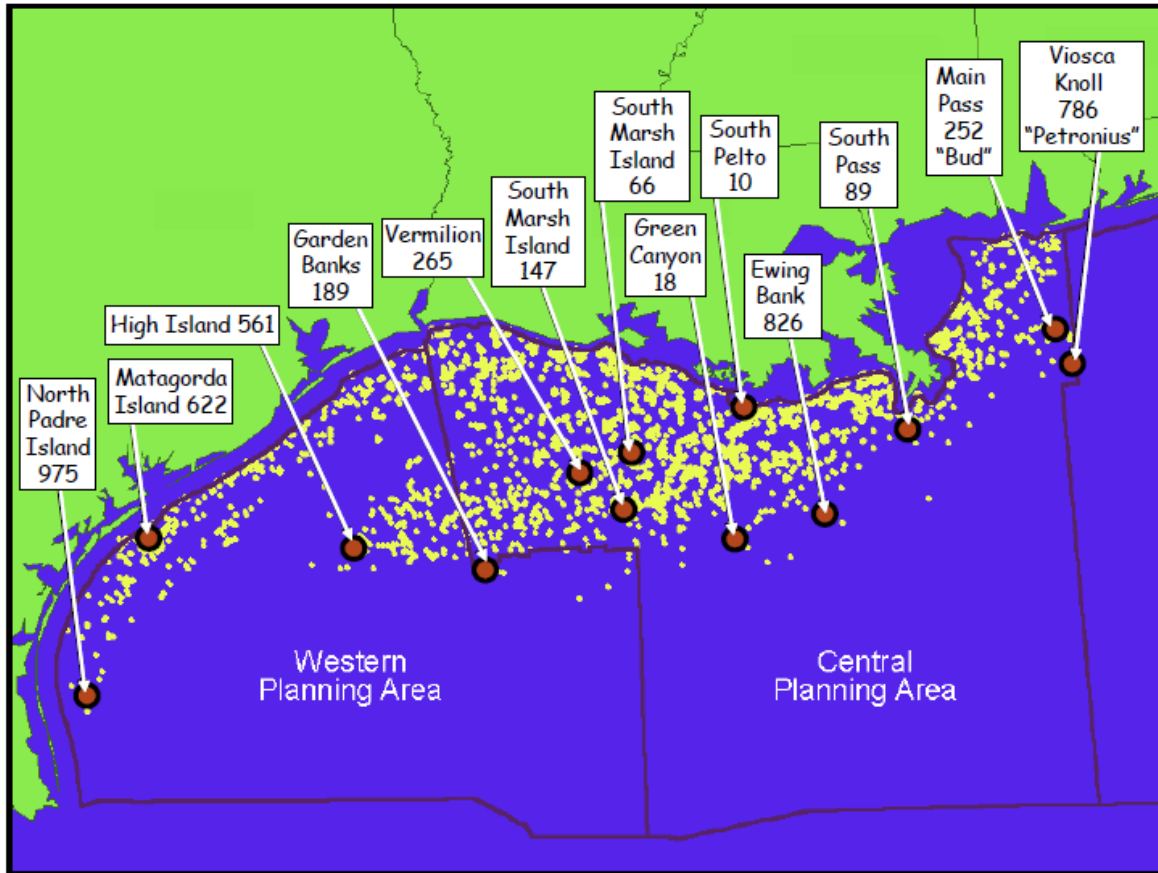 Viosca
Knoll
786
"Petronius"
Main
Pass
252
"Bud"
South
Marsh
Island
66
South
Pelto
10
South
Pass
89
South
Marsh
Island
147
Green
Canyon
18
Garden
Banks
189
Vermilion
265
Ewing
Bank
826
High Island 561
Matagorda
Island 622
North
Padre
Island
975
Western
Planning Area
Central
Planning Area